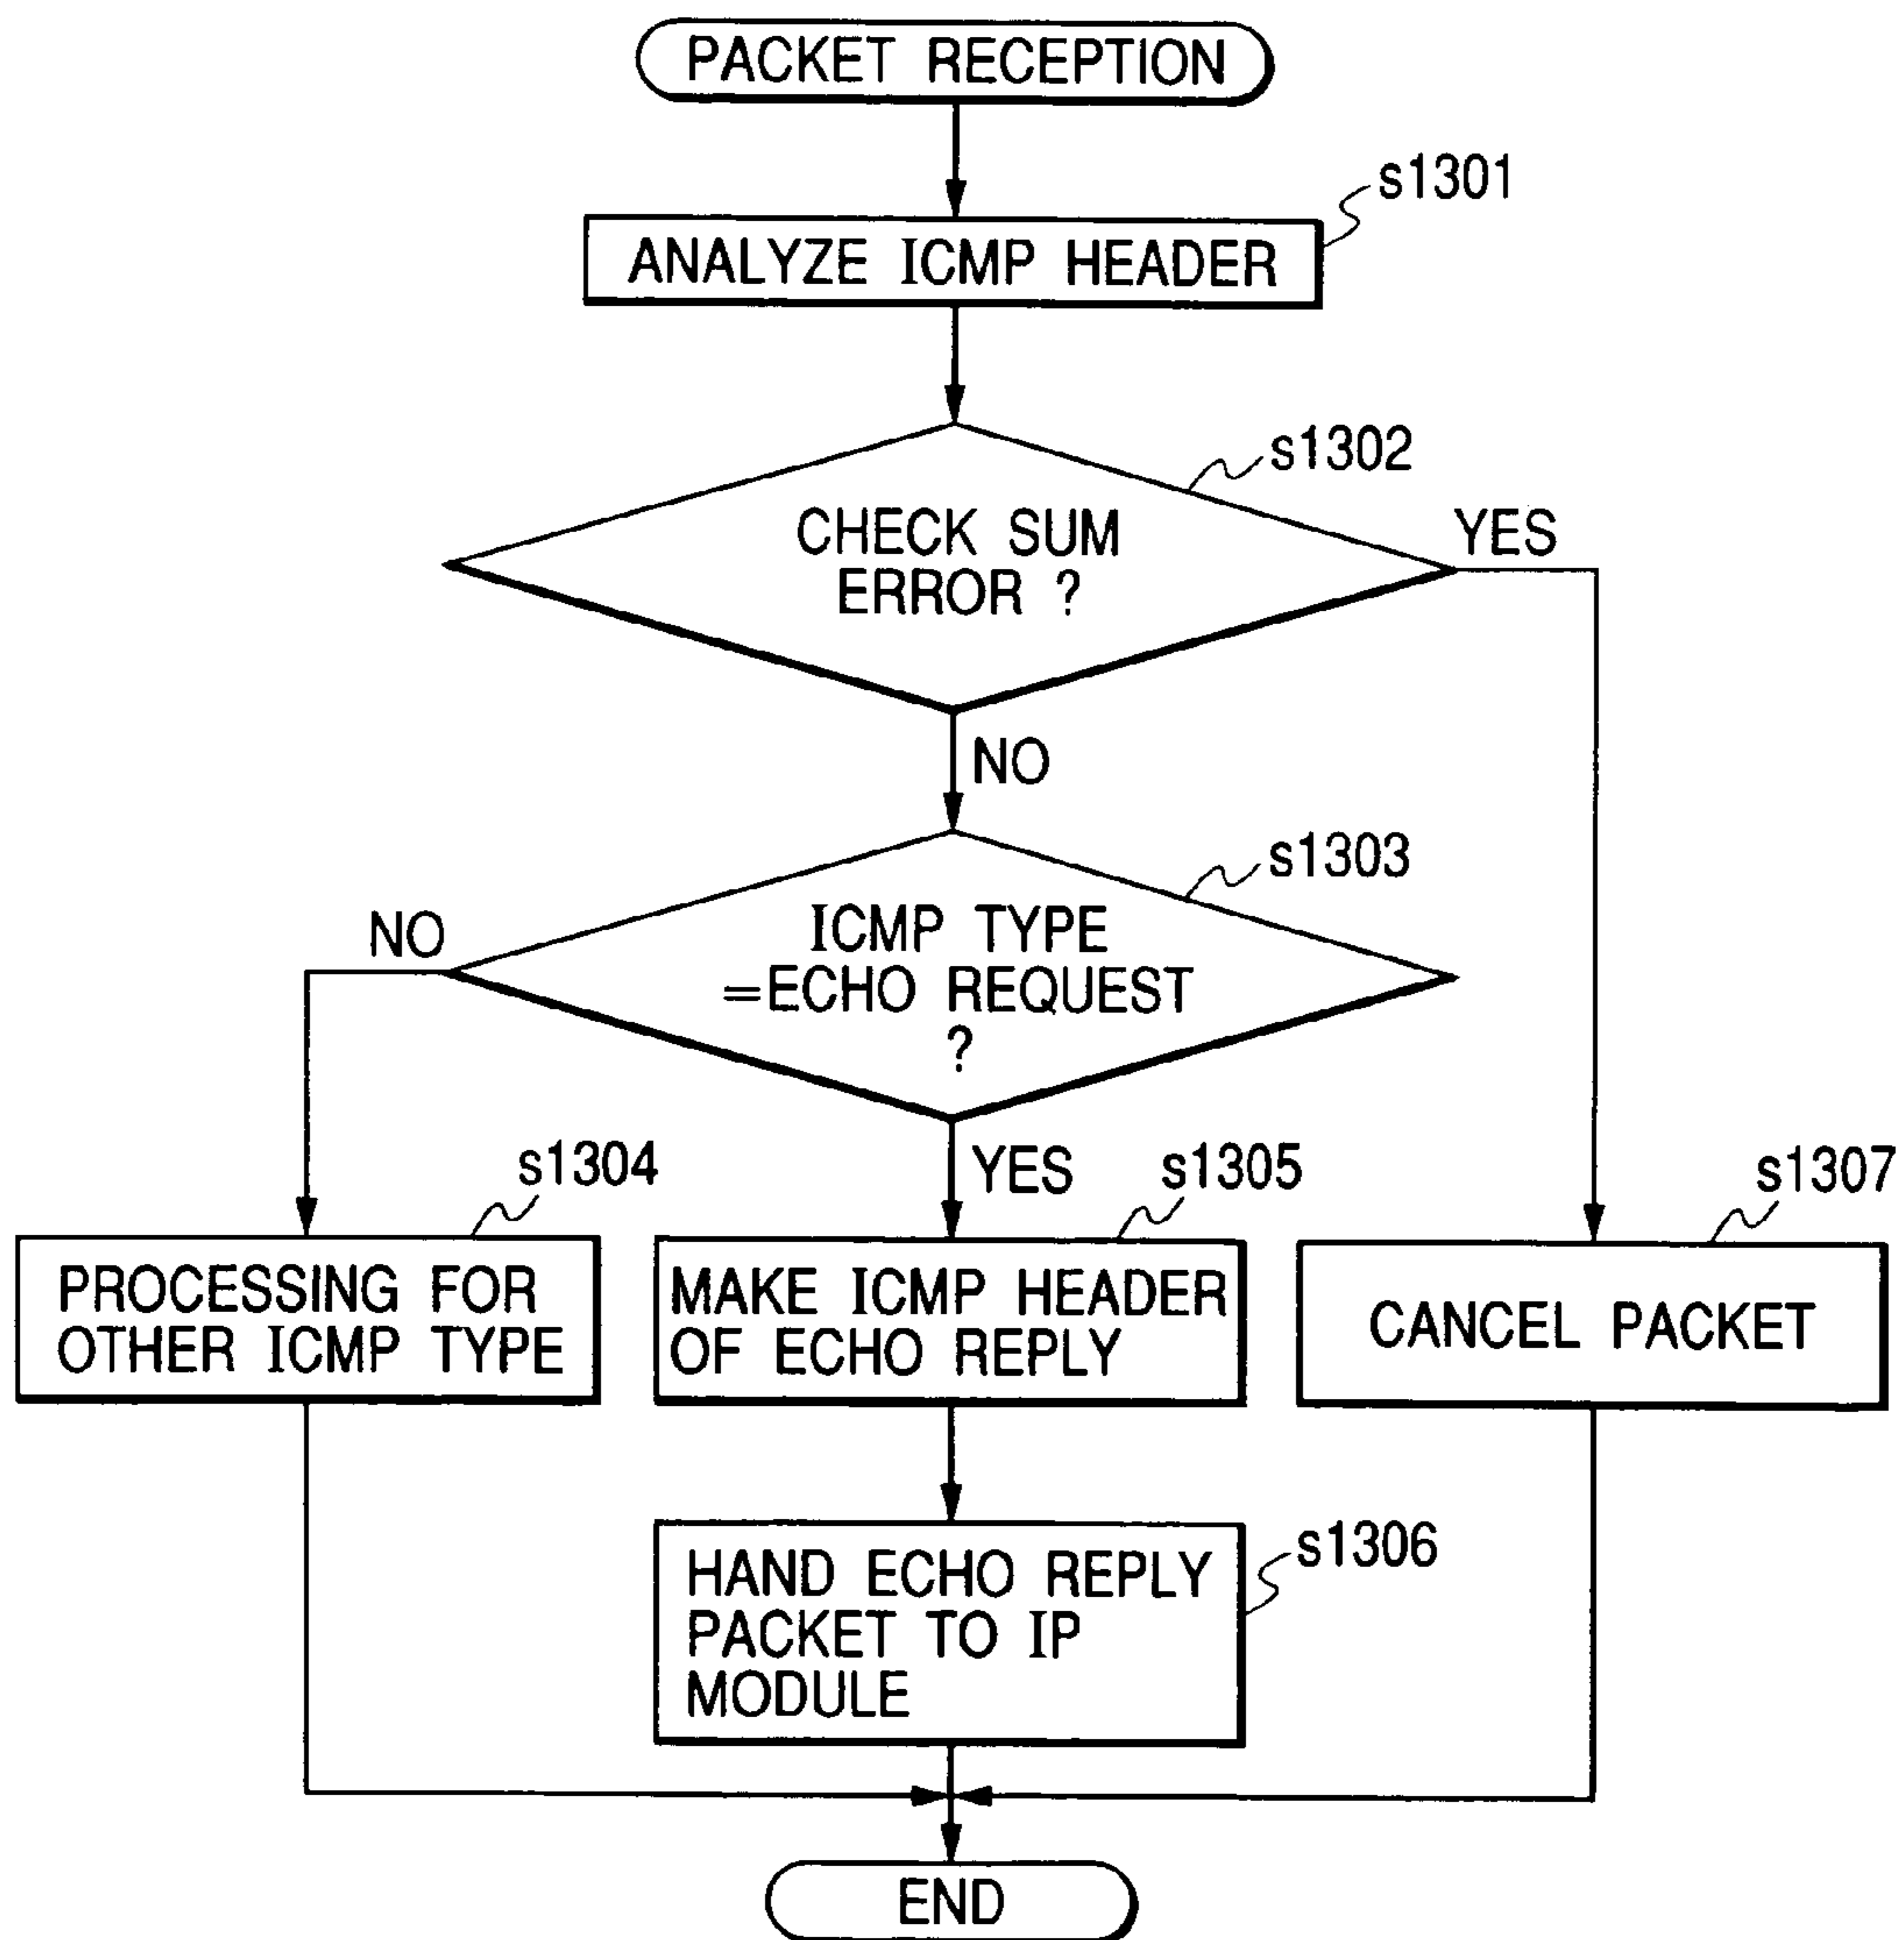 PACKET RECEPTION
s1301
ANALYZE ICMP HEADER
s1302
CHECK SUM
ERROR ?
YES
NO
s1303
ICMP TYPE
=ECHO REQUEST
?
NO
YES
s1304
PROCESSING FOR
OTHER ICMP TYPE
s1305
MAKE ICMP HEADER
OF ECHO REPLY
s1307
CANCEL PACKET
s1306
HAND ECHO REPLY
PACKET TO IP
MODULE
END